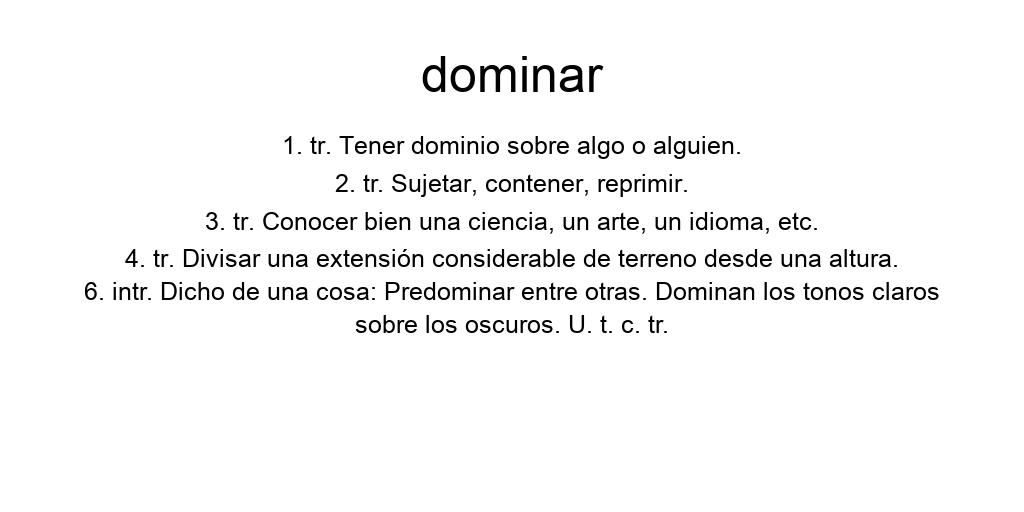 dominar
1. tr. Tener dominio sobre algo o alguien.
2. tr. Sujetar, contener, reprimir.
3. tr. Conocer bien una ciencia, un arte, un idioma, etc.
4. tr. Divisar una extensión considerable de terreno desde una altura.
6. intr. Dicho de una cosa: Predominar entre otras. Dominan los tonos claros
sobre los oscuros. U. t. c. tr.